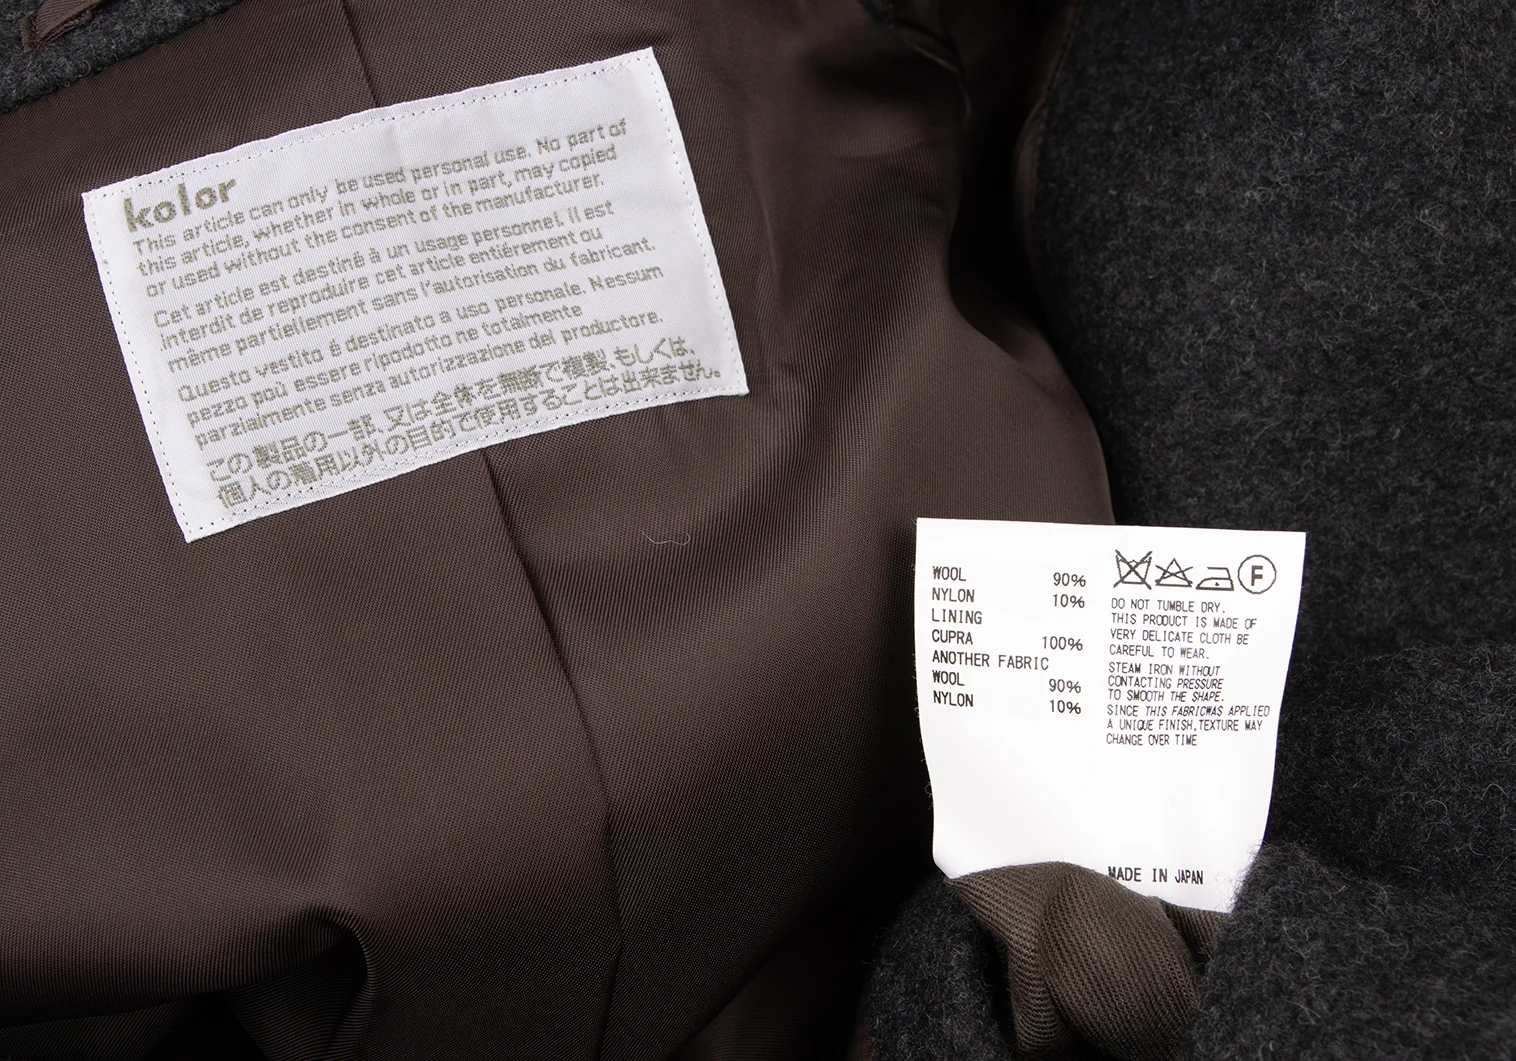 kolor
This article can only be used personal use. No part of
this article, whether in whole or in part, may copied
or used without the consent of the manufacturer.
Cet article est destiné à un usage personnel. Il est
interdit de reproduire cet article entiérement ou
même partiellement sans l'autorisation du fabricant.
Questo vestito é destinato a uso personale. Nessum
pezzo poú essere ripodotto ne totalmente
parzialmente senza autorizzazione del productore.
この製品の一部、又は全体を無断で複製、もしくは、
個人の着用以外の目的で使用することは出来ません。
WOOL 90%
NYLON 10%
LINING
CUPRA 100%
ANOTHER FABRIC
WOOL 90%
NYLON 10%
F
DO NOT TUMBLE DRY.
THIS PRODUCT IS MADE OF
VERY DELICATE CLOTH BE
CAREFUL TO WEAR.
STEAM IRON WITHOUT
CONTACTING PRESSURE
TO SMOOTH THE SHAPE.
SINCE THIS FABRICWAS APPLIED
A UNIQUE FINISH,TEXTURE MAY
CHANGE OVER TIME
MADE IN JAPAN